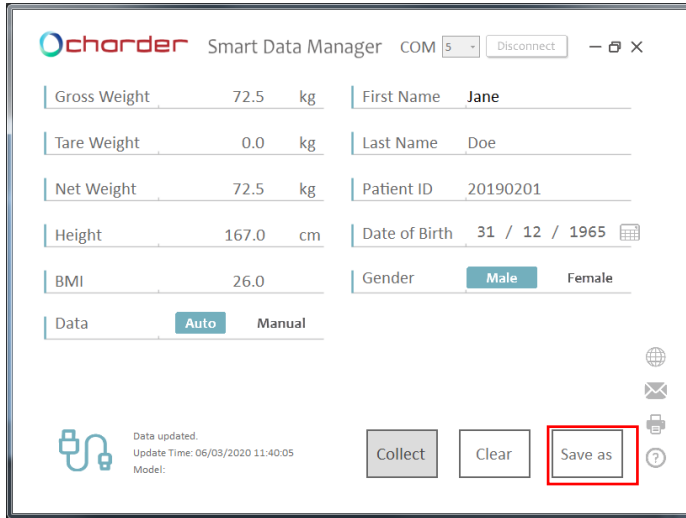 charder Smart Data Manager COM 5 Disconnect
Gross Weight 72.5 kg First Name Jane
Tare Weight 0.0 kg Last Name Doe
Net Weight 72.5 kg Patient ID 20190201
Height 167.0 cm Date of Birth 31 / 12 / 1965
BMI 26.0 Gender Male Female
Data Auto Manual
Data updated.
Update Time: 06/03/2020 11:40:05
Model:
Collect Clear Save as